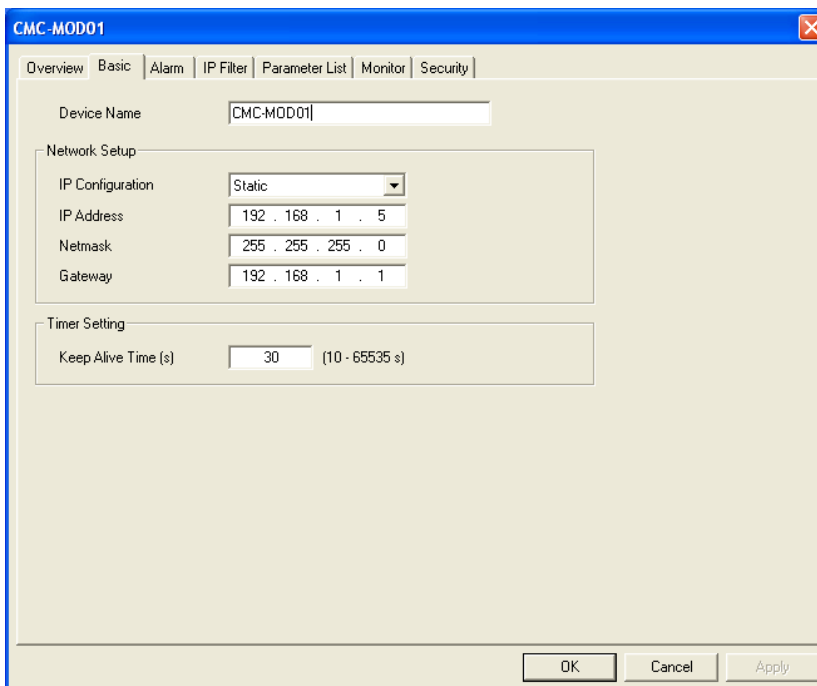 CMC-MOD01
Overview Basic Alarm IP Filter Parameter List Monitor Security
Device Name CMC-MOD01
Network Setup
IP Configuration Static
IP Address 192 . 168 . 1 . 5
Netmask 255 . 255 . 255 . 0
Gateway 192 . 168 . 1 . 1
Timer Setting
Keep Alive Time (s) 30 (10 - 65535 s)
OK Cancel Apply